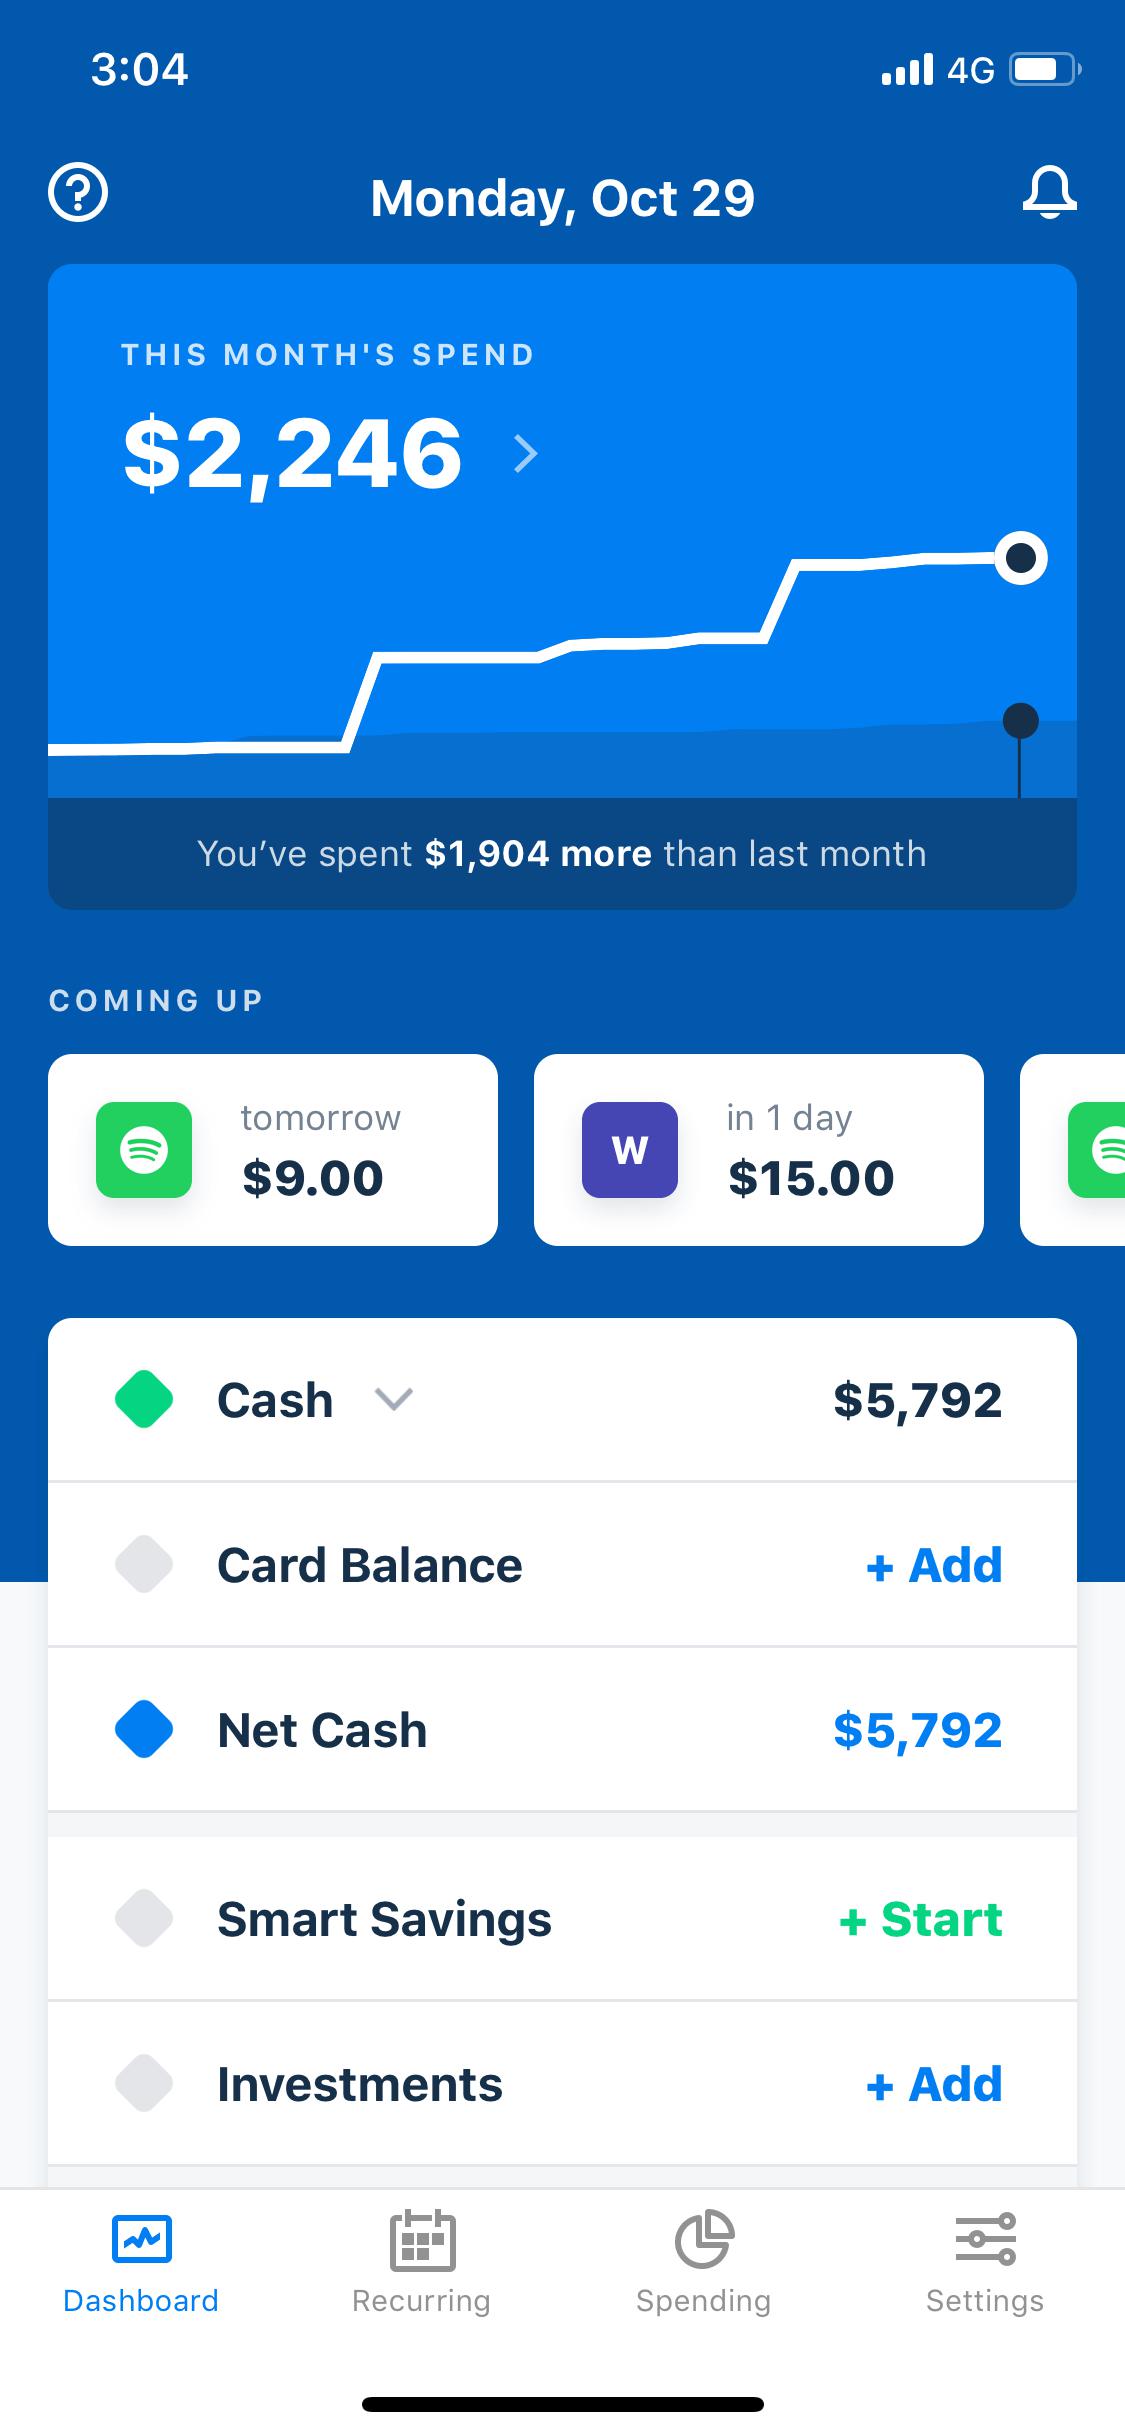 3:04
4G
Monday, Oct 29
THIS MONTH'S SPEND
$2,246
You’ve spent $1,904 more than last month
COMING UP
tomorrow
$9.00
W
in 1 day
$15.00
Cash
$5,792
Card Balance
+ Add
Net Cash
$5,792
Smart Savings
+ Start
Investments
+ Add
Dashboard
Recurring
Spending
Settings